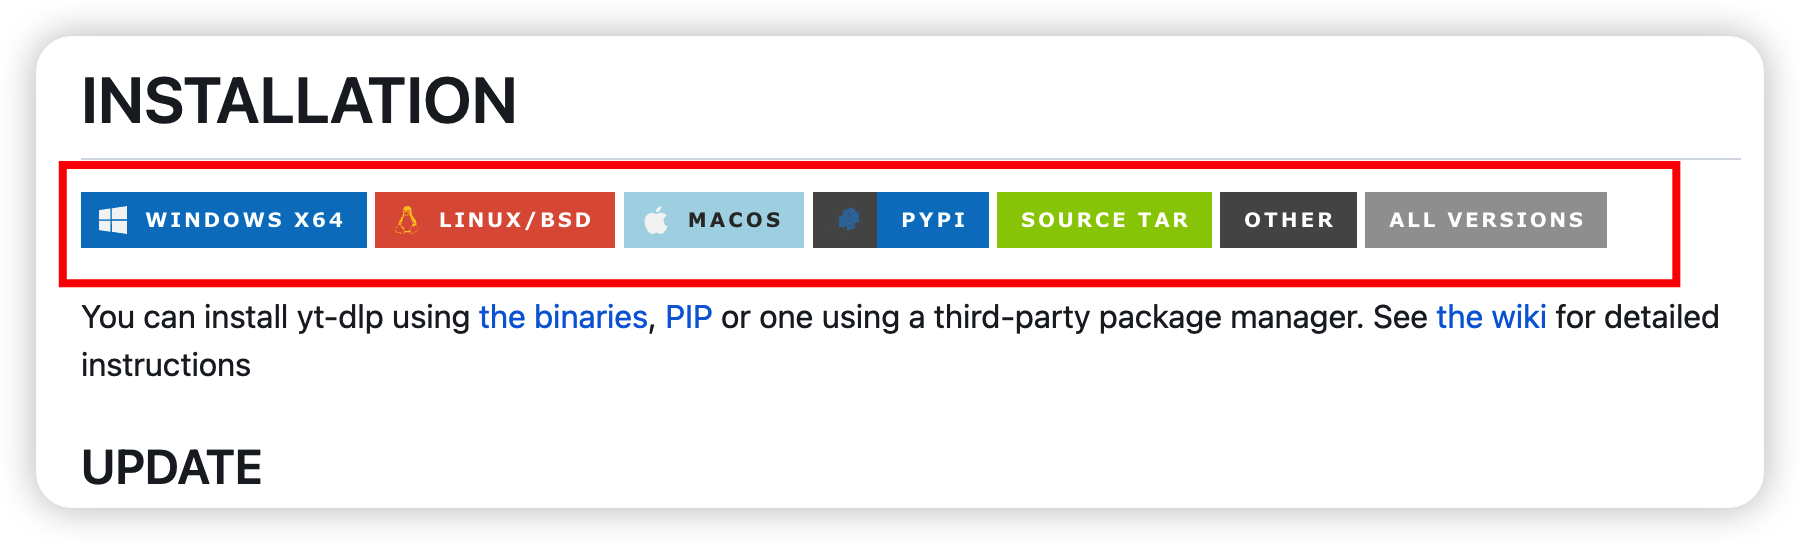 INSTALLATION
WINDOWS X64 LINUX/BSD MACOS PYPI SOURCE TAR OTHER ALL VERSIONS
You can install yt-dlp using the binaries, PIP or one using a third-party package manager. See the wiki for detailed
instructions
UPDATE